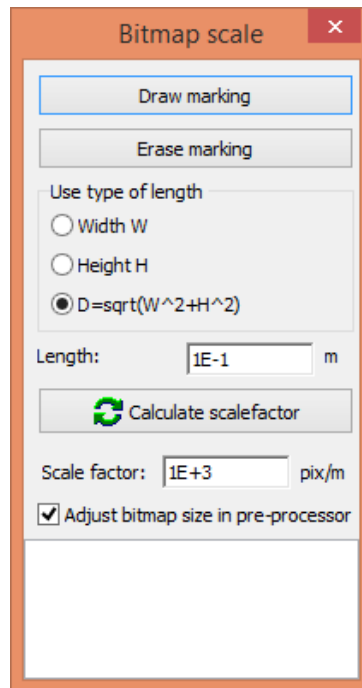 Bitmap scale
Draw marking
Erase marking
Use type of length
Width W
Height H
D=sqrt(W^2+H^2)
Length: 1E-1 m
Calculate scalefactor
Scale factor: 1E+3 pix/m
Adjust bitmap size in pre-processor